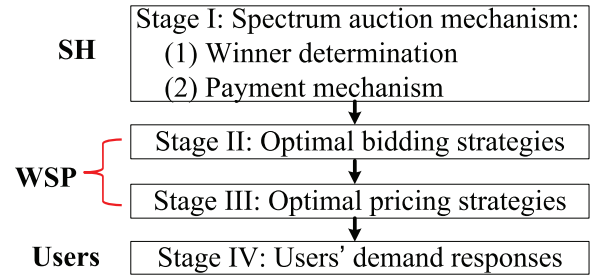 SH
Stage I: Spectrum auction mechanism:
(1) Winner determination
(2) Payment mechanism
WSP
Stage II: Optimal bidding strategies
Stage III: Optimal pricing strategies
Users
Stage IV: Users’ demand responses